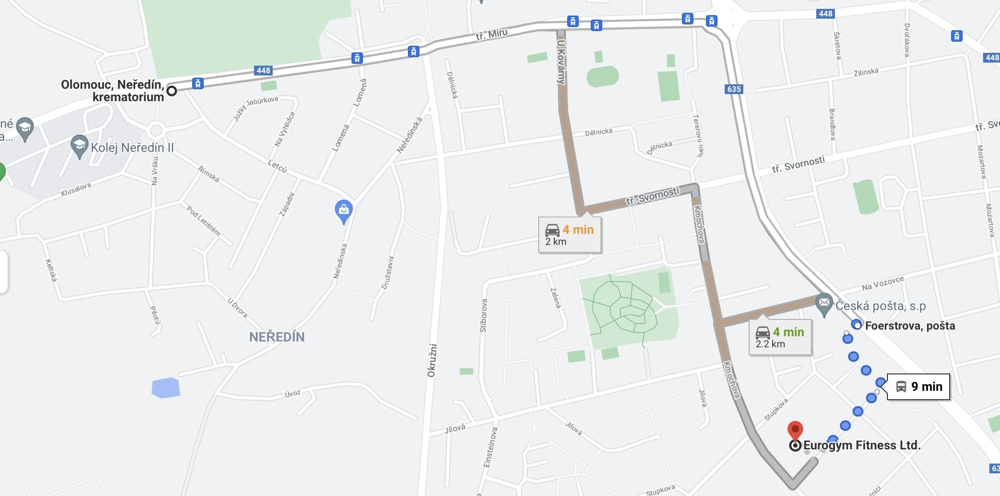 448
tř. Míru
Škrétova
Dvořákova
448
448
U Kovárny
Žilinská
Olomouc, Neředín,
krematorium
Dělnická
Lomená
635
Jožky Jabůrkové
Na Vyhlídce
Neředínská
Tererovo nám.
Brandlova
tř. Svo
né
a...
Kolej Neředín II
Lomená
Dělnická
Dělnická
Na Vršku
Letců
Římská
tř. Svornosti
Mozartova
Klusalova
Západní
tř. Svornosti
Pod Letištěm
Kmochova
Mozartova
4 min
2 km
Keltská
Neředínská
Družstevní
Na Vozovce
Zelená
Pilotů
U Dvora
Stiborova
Česká pošta, s.p
Foerstrova, pošta
NEŘEDÍN
4 min
2.2 km
Okružní
Kmochova
9 min
Úvoz
Jílová
Stupkova
Jílová
Jílová
Einsteinova
Eurogym Fitness Ltd.
63
Stupkova
lnici